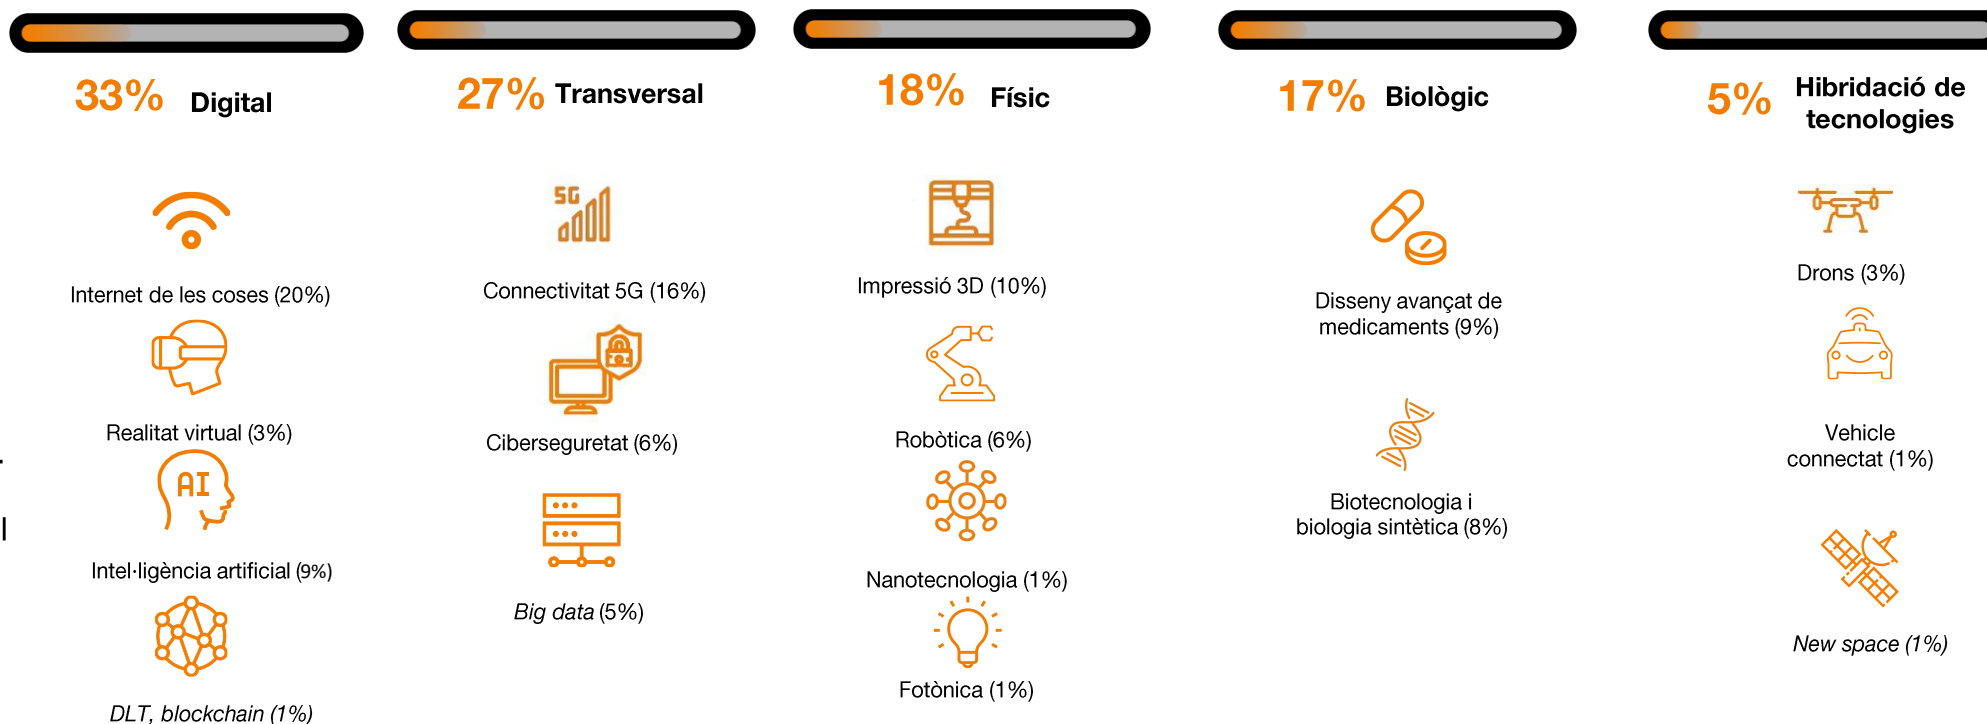 33% Digital
Internet de les coses (20%)
Realitat virtual (3%)
AI
Intel·ligència artificial (9%)
DLT, blockchain (1%)
27% Transversal
5G
Connectivitat 5G (16%)
Ciberseguretat (6%)
Big data (5%)
18% Físic
Impressió 3D (10%)
Robòtica (6%)
Nanotecnologia (1%)
Fotònica (1%)
17% Biològic
Disseny avançat de
medicaments (9%)
Biotecnologia i
biologia sintètica (8%)
5% Hibridació de
tecnologies
Drons (3%)
Vehicle
connectat (1%)
New space (1%)